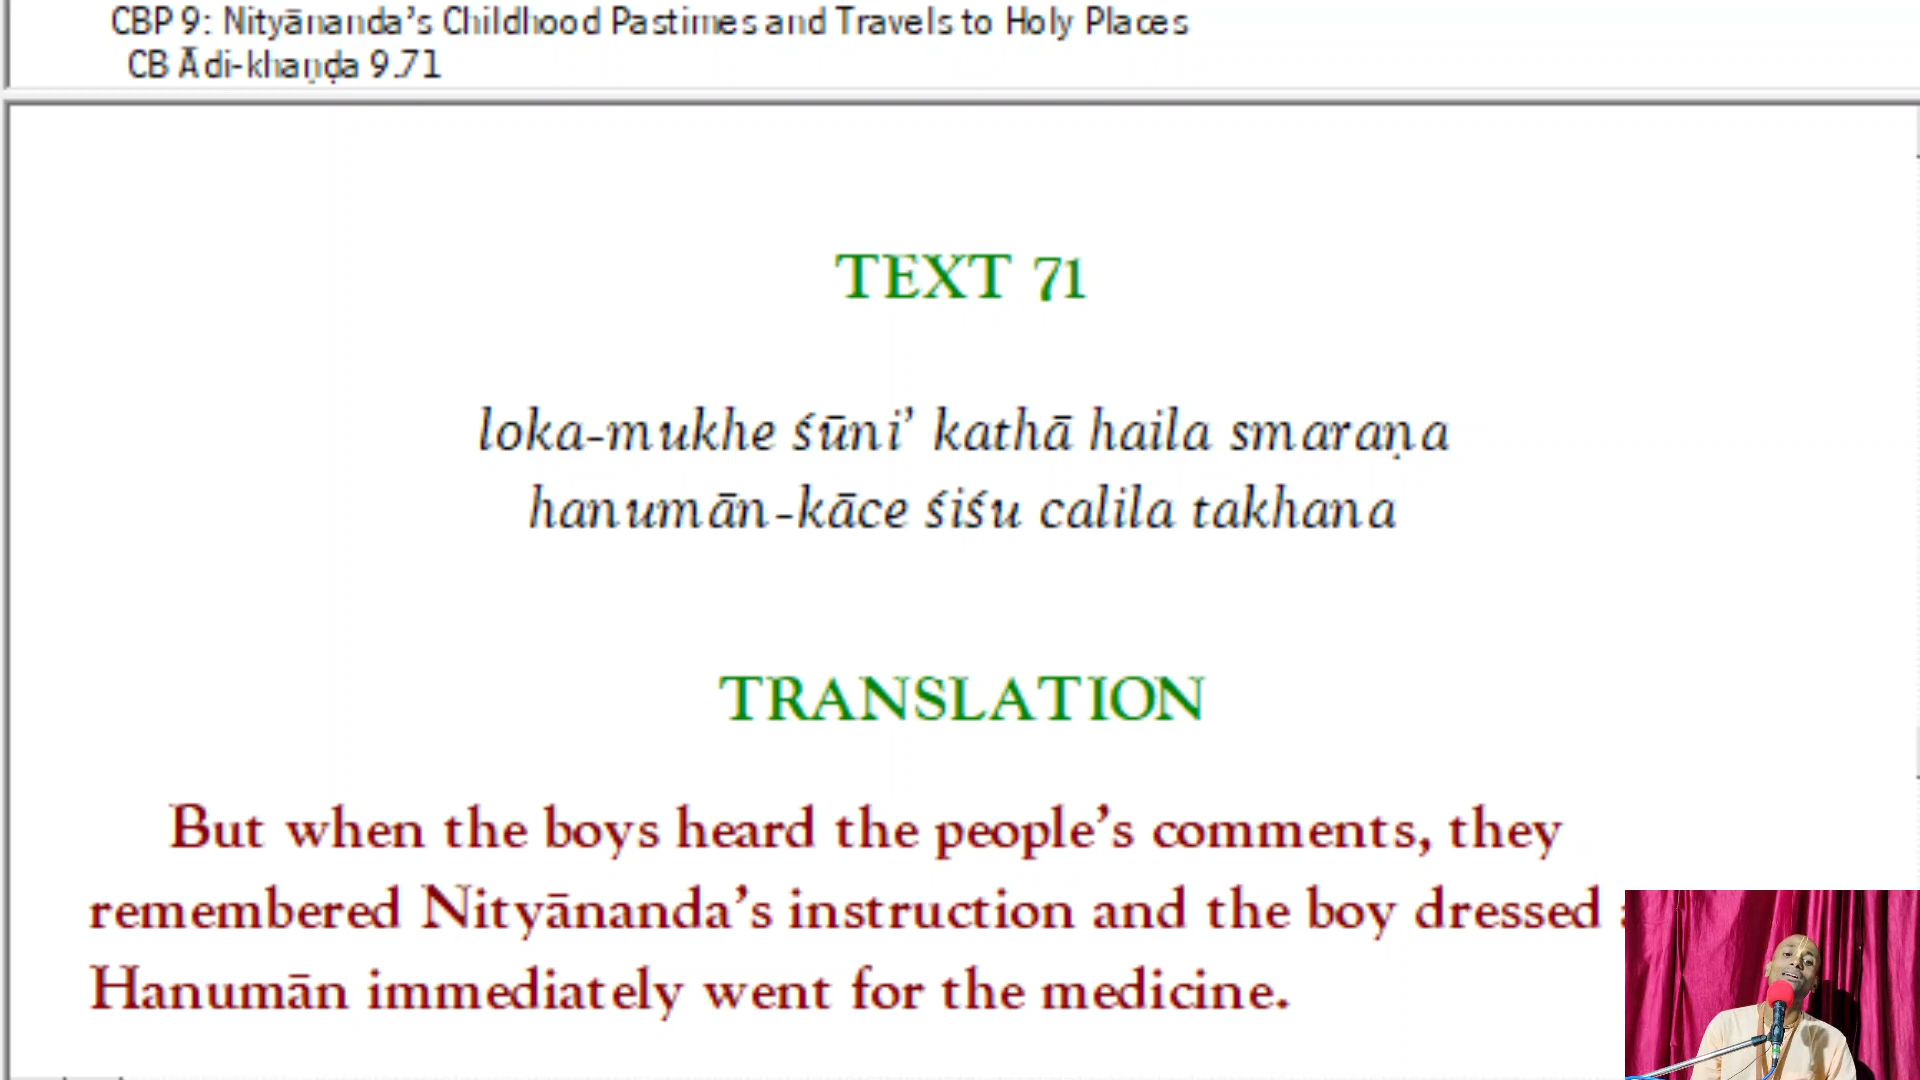 CBP 9: Nityānanda’s Childhood Pastimes and Travels to Holy Places
CB Ādi-khaṇḍa 9.71
TEXT 71
loka-mukhe śūni’ kathā haila smaraṇa
hanumān-kāce śiśu calila takhana
TRANSLATION
But when the boys heard the people’s comments, they
remembered Nityānanda’s instruction and the boy dressed
Hanumān immediately went for the medicine.